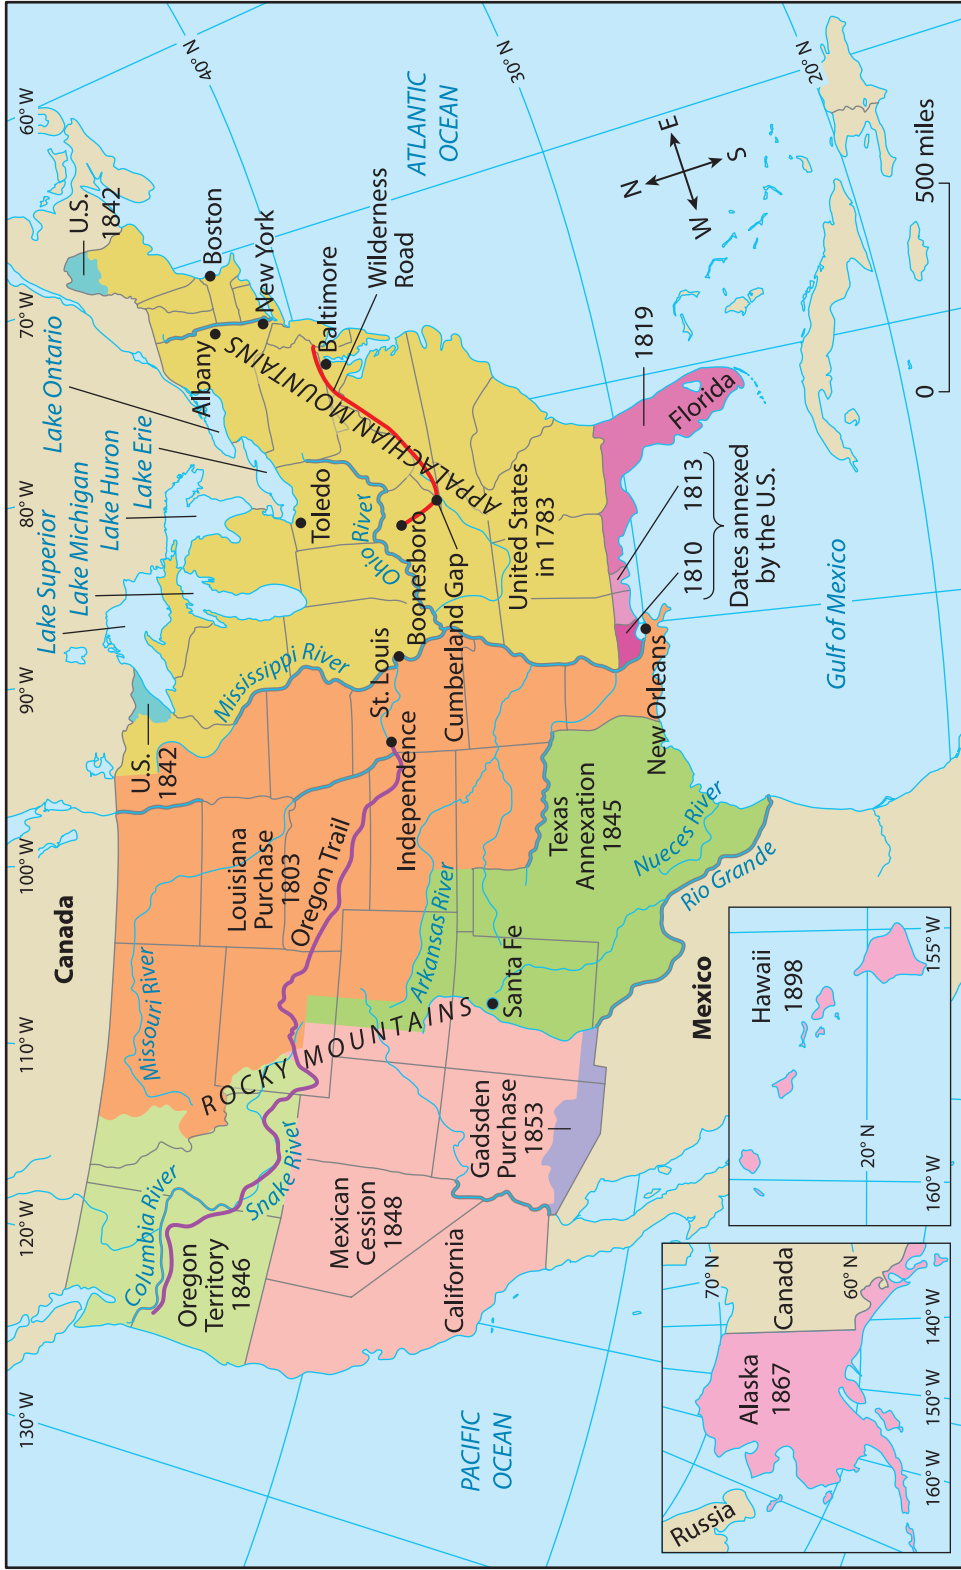 130° W
120° W
110° W
100° W
90° W
80° W
70° W
60° W
40° N
30° N
20° N
Canada
Lake Superior
Lake Michigan
Lake Huron
Lake Erie
Lake Ontario
U.S.
1842
U.S.
1842
Columbia River
Oregon
Territory
1846
Snake River
Missouri River
ROCKY MOUNTAINS
Louisiana
Purchase
1803
Oregon Trail
Mississippi River
St. Louis
Independence
Toledo
Ohio River
Boonesboro
Cumberland Gap
Albany
Boston
New York
Baltimore
APPALACHIAN MOUNTAINS
Wilderness
Road
ATLANTIC
OCEAN
PACIFIC
OCEAN
Mexican
Cession
1848
California
Gadsden
Purchase
1853
Arkansas River
Santa Fe
Texas
Annexation
1845
Nueces River
Rio Grande
New Orleans
United States
in 1783
1810
1813
Dates annexed
by the U.S.
1819
Florida
Mexico
Gulf of Mexico
N
E
S
W
0
500 miles
Russia
Alaska
1867
Canada
70° N
60° N
160° W
150° W
140° W
Hawaii
1898
20° N
160° W
155° W